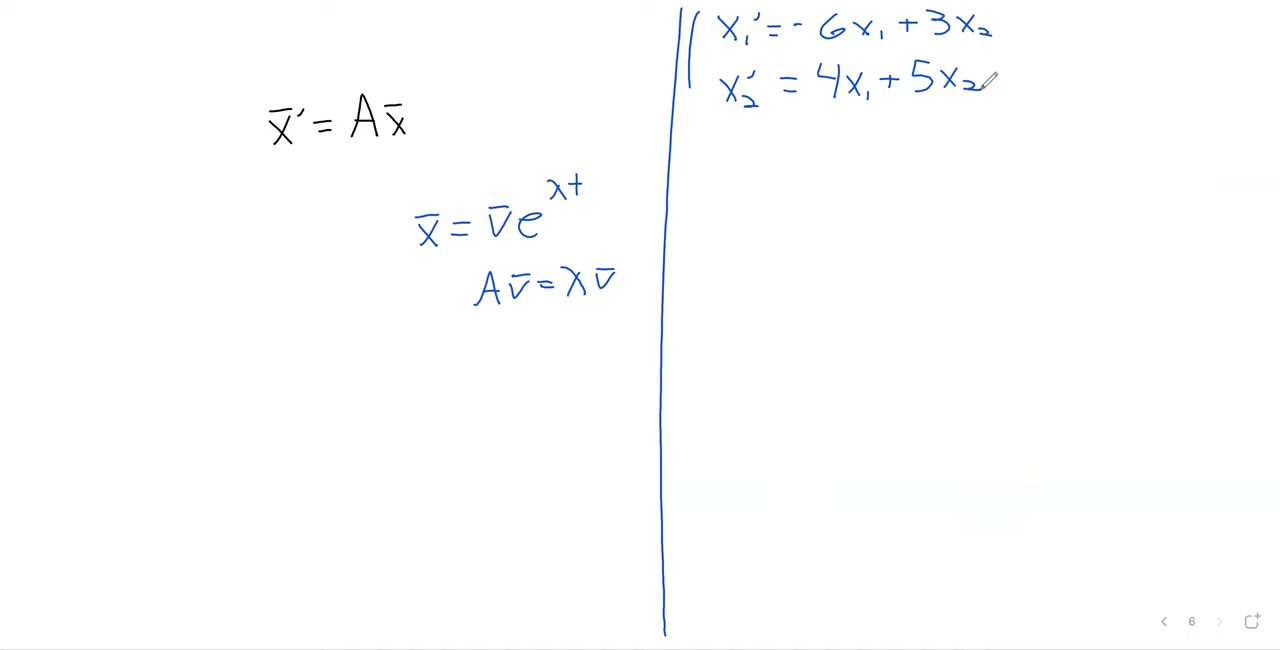 x̄' = Ax̄
x̄ = v̄e^λt
Av̄ = λv̄
x₁' = -6x₁ + 3x₂
x₂' = 4x₁ + 5x₂
6